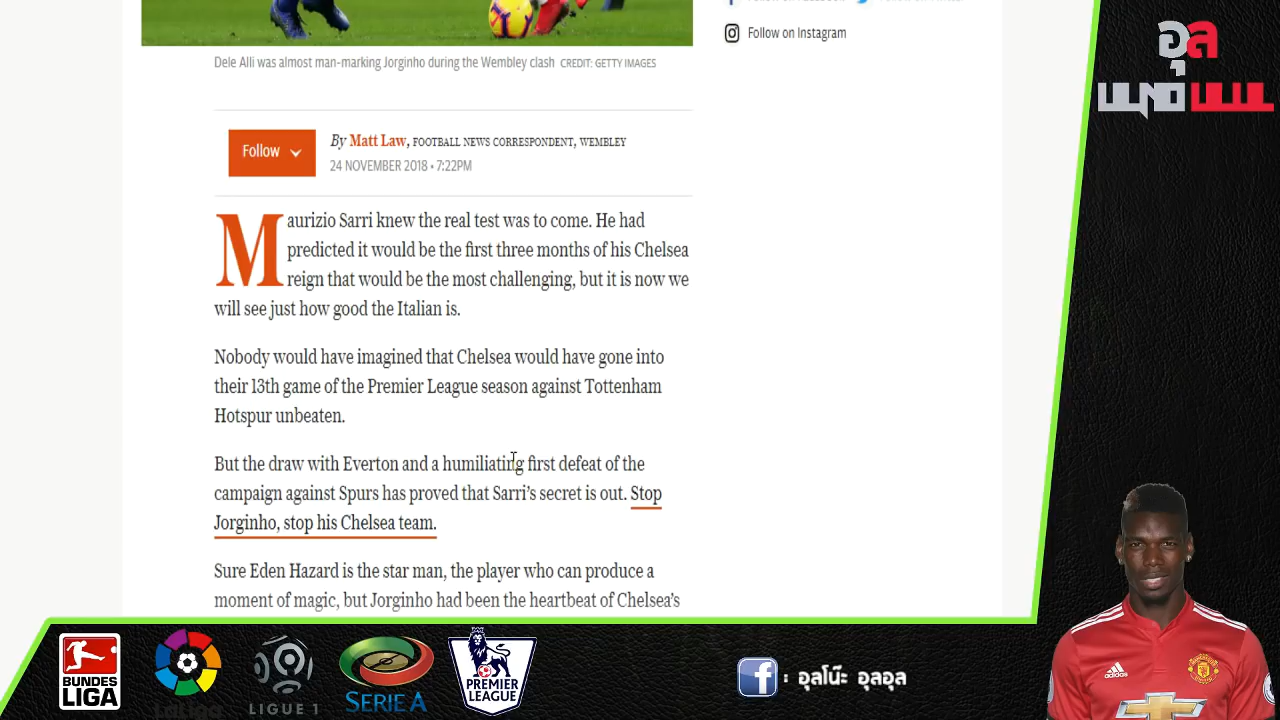 Follow on Instagram
Dele Alli was almost man-marking Jorginho during the Wembley clash CREDIT: GETTY IMAGES
Follow
By Matt Law, FOOTBALL NEWS CORRESPONDENT, WEMBLEY
24 NOVEMBER 2018 • 7:22PM
Maurizio Sarri knew the real test was to come. He had
predicted it would be the first three months of his Chelsea
reign that would be the most challenging, but it is now we
will see just how good the Italian is.
Nobody would have imagined that Chelsea would have gone into
their 13th game of the Premier League season against Tottenham
Hotspur unbeaten.
But the draw with Everton and a humiliating first defeat of the
campaign against Spurs has proved that Sarri’s secret is out. Stop
Jorginho, stop his Chelsea team.
Sure Eden Hazard is the star man, the player who can produce a
moment of magic, but Jorginho had been the heartbeat of Chelsea’s
BUNDES
LIGA
LaLiga
LIGUE 1
SERIE A
PREMIER
LEAGUE
: อุลโน๊ะ อุลอุล
อุล
adidas